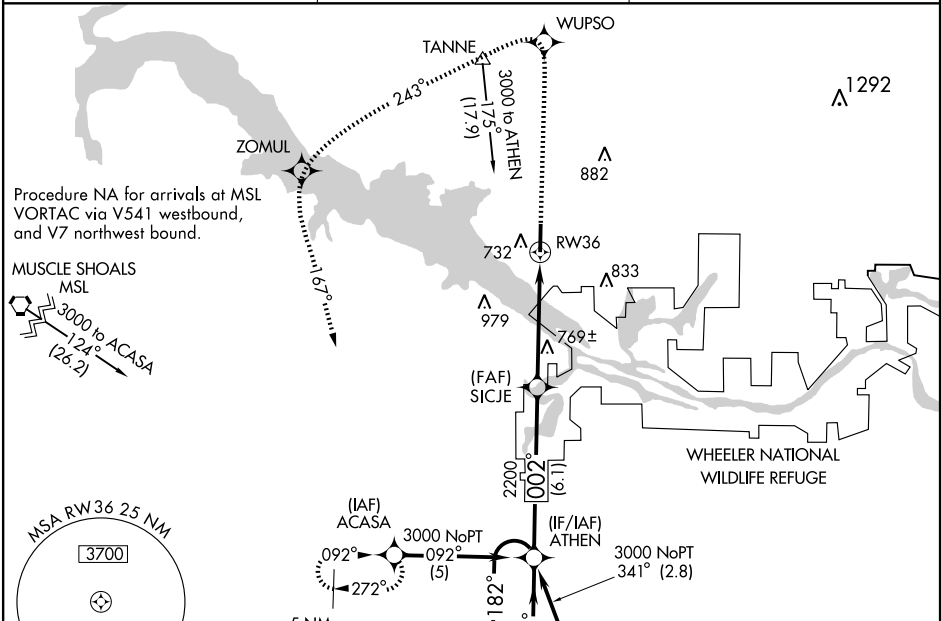 WUPSO
TANNE
1292
243°
3000 to ATHEN
175°
(17.9)
ZOMUL
882
Procedure NA for arrivals at MSL
VORTAC via V541 westbound,
and V7 northwest bound.
732
RW36
MUSCLE SHOALS
MSL
167°
833
3000 to ACASA
124°
(26.2)
979
769±
(FAF)
SICJE
WHEELER NATIONAL
WILDLIFE REFUGE
2200
002°
(6.1)
MSA RW36 25 NM
3700
(IAF)
ACASA
(IF/IAF)
ATHEN
092°
3000 NoPT
092°
(5)
3000 NoPT
341° (2.8)
272°
182°
5 NM